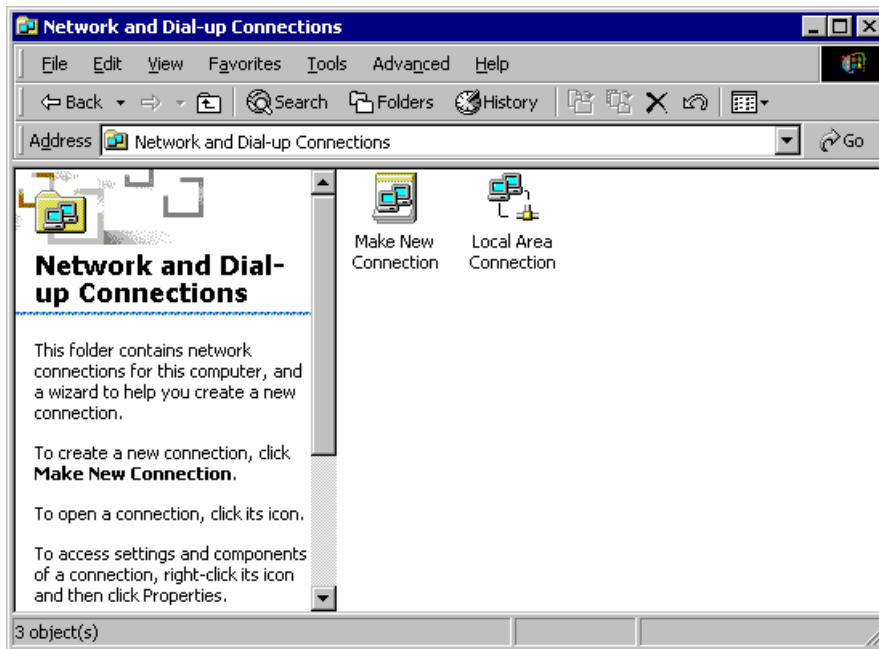 Network and Dial-up Connections
File Edit View Favorites Tools Advanced Help
Back Search Folders History
Address Network and Dial-up Connections Go
Make New
Connection
Local Area
Connection
Network and Dial-
up Connections
This folder contains network
connections for this computer, and
a wizard to help you create a new
connection.
To create a new connection, click
Make New Connection.
To open a connection, click its icon.
To access settings and components
of a connection, right-click its icon
and then click Properties.
3 object(s)